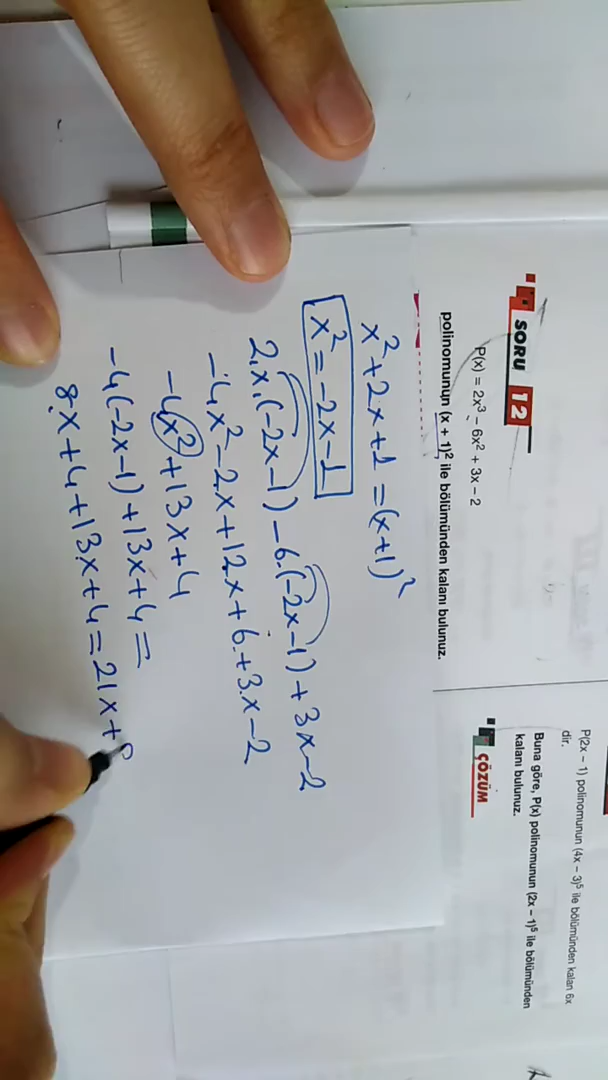 SORU 12
P(x) = 2x³ – 6x² + 3x – 2
polinomunun (x + 1)² ile bölümünden kalanı bulunuz.
x² + 2x + 1 = (x+1)²
x² = -2x - 1
2.x.(-2x-1) - 6.(-2x-1) + 3x - 2
-4x² - 2x + 12x + 6 + 3x - 2
-4x² + 13x + 4
-4(-2x-1) + 13x + 4 =
8x + 4 + 13x + 4 = 21x +
P(2x – 1) polinomunun (4x – 3)⁵ ile bölümünden kalan 6x
dir.
Buna göre, P(x) polinomunun (2x – 1)⁵ ile bölümünden
kalanı bulunuz.
ÇÖZÜM